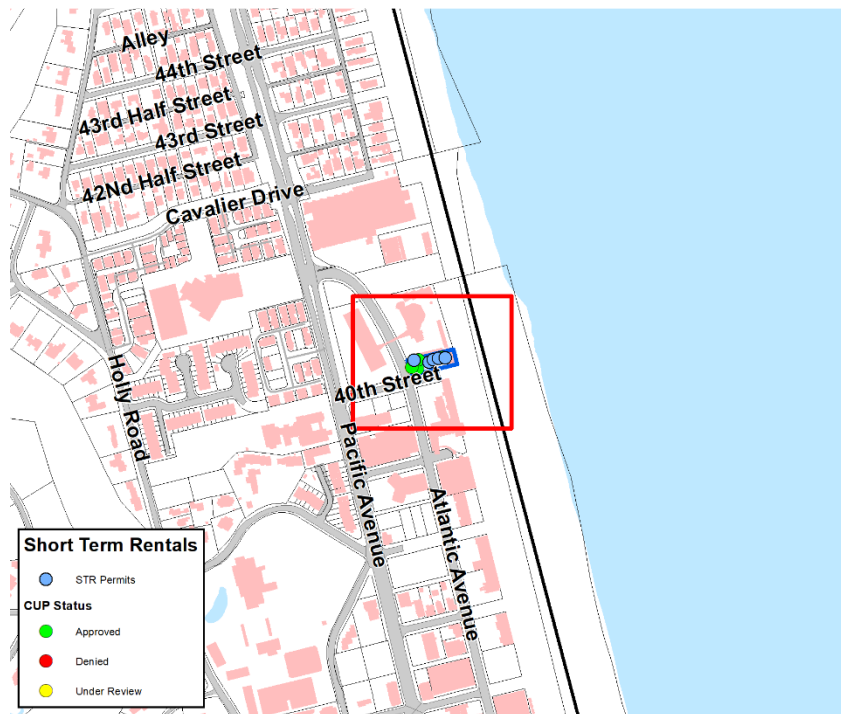 Alley
44th Street
43rd Half Street
43rd Street
42Nd Half Street
Cavalier Drive
40th Street
Holly Road
Pacific Avenue
Atlantic Avenue
Short Term Rentals
STR Permits
CUP Status
Approved
Denied
Under Review